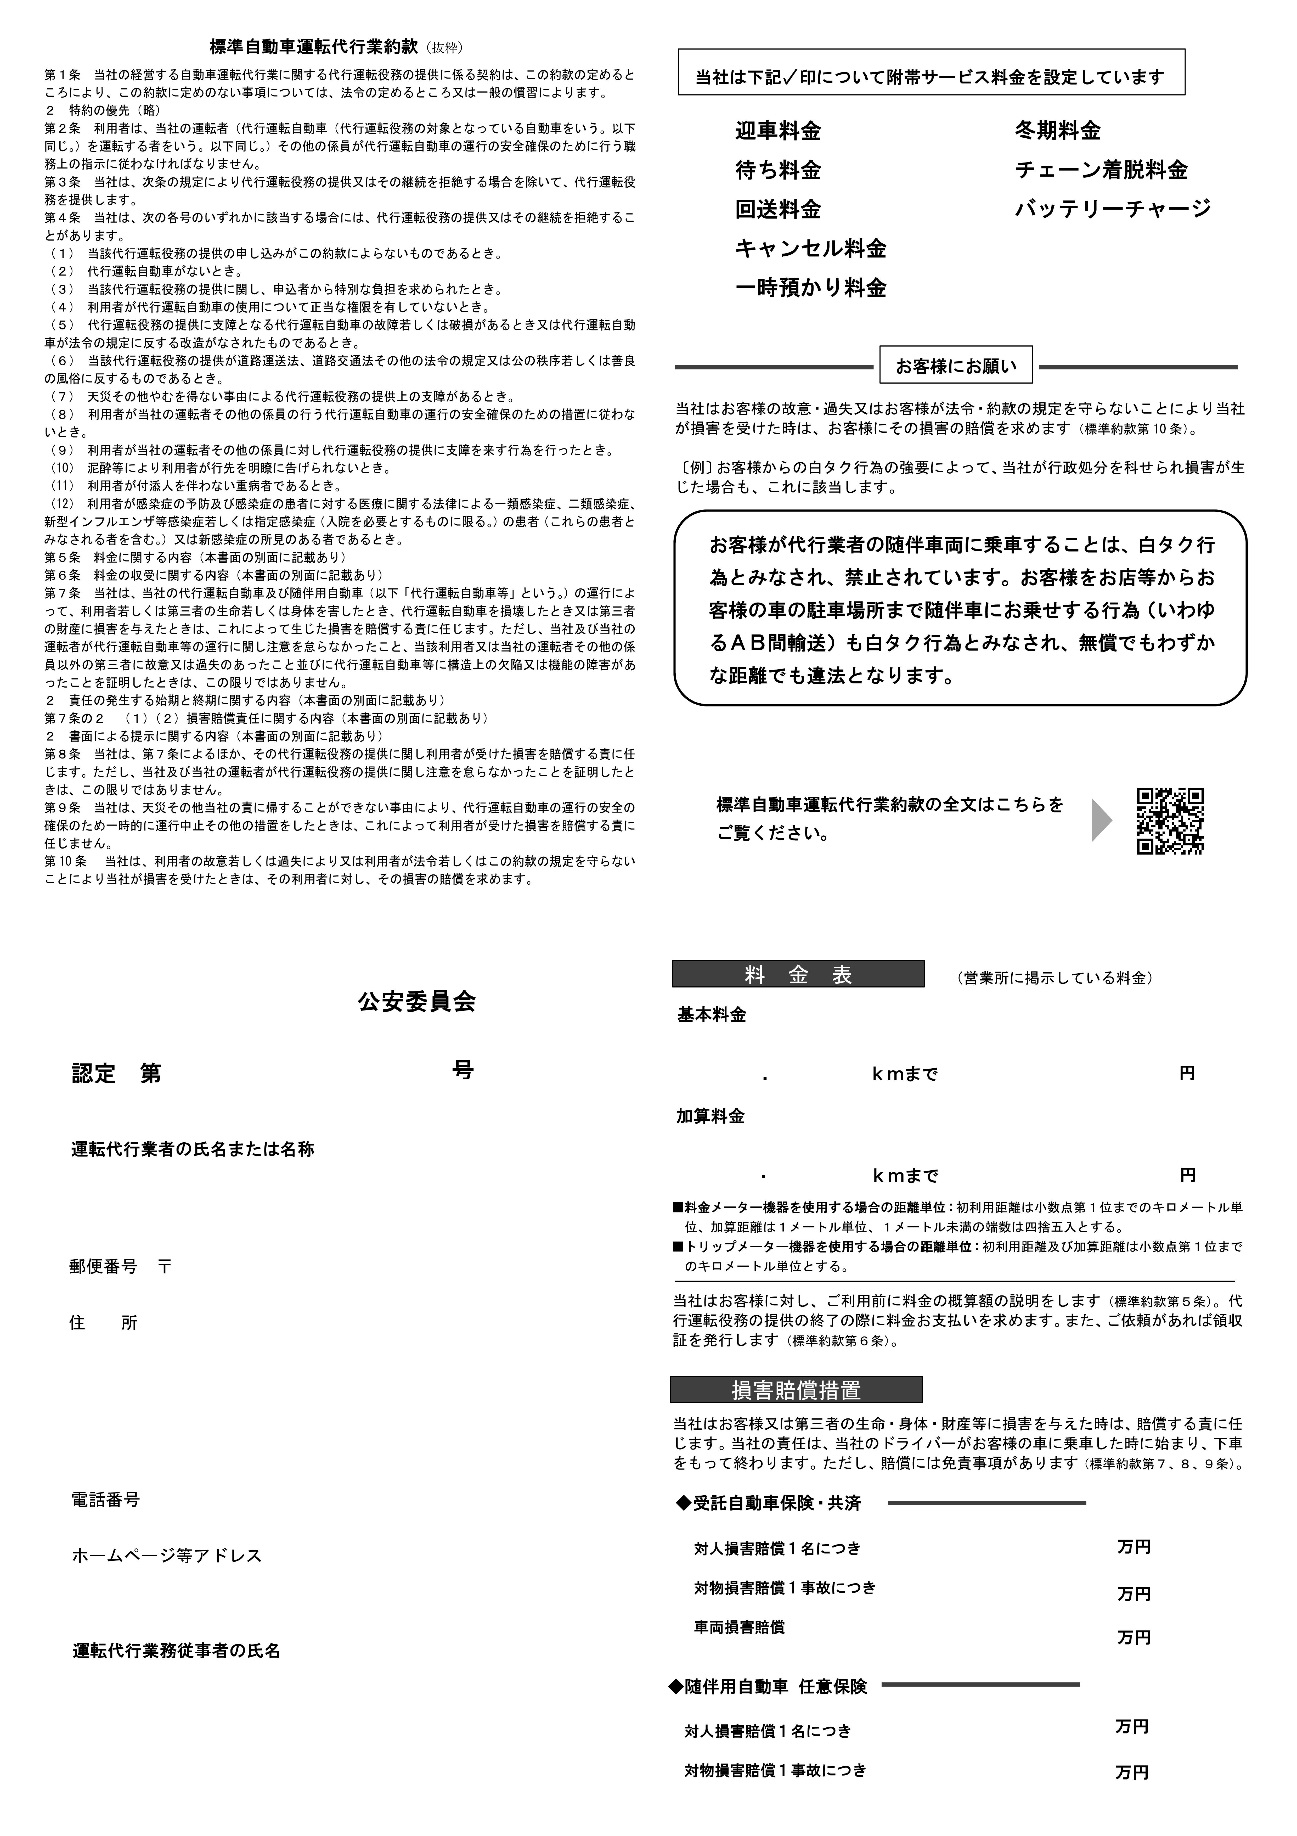 標準自動車運転代行業約款（抜粋）
第１条　当社の経営する自動車運転代行業に関する代行運転役務の提供に係る契約は、この約款の定めると
ころにより、この約款に定めのない事項については、法令の定めるところ又は一般の慣習によります。
２　特約の優先（略）
第２条　利用者は、当社の運転者（代行運転自動車（代行運転役務の対象となっている自動車をいう。以下
同じ。）を運転する者をいう。以下同じ。）その他の係員が代行運転自動車の運行の安全確保のために行う職
務上の指示に従わなければなりません。
第３条　当社は、次条の規定により代行運転役務の提供又はその継続を拒絶する場合を除いて、代行運転役
務を提供します。
第４条　当社は、次の各号のいずれかに該当する場合には、代行運転役務の提供又はその継続を拒絶するこ
とがあります。
（１）　当該代行運転役務の提供の申し込みがこの約款によらないものであるとき。
（２）　代行運転自動車がないとき。
（３）　当該代行運転役務の提供に関し、申込者から特別な負担を求められたとき。
（４）　利用者が代行運転自動車の使用について正当な権限を有していないとき。
（５）　代行運転役務の提供に支障となる代行運転自動車の故障若しくは破損があるとき又は代行運転自動
車が法令の規定に反する改造がなされたものであるとき。
（６）　当該代行運転役務の提供が道路運送法、道路交通法その他の法令の規定又は公の秩序若しくは善良
の風俗に反するものであるとき。
（７）　天災その他やむを得ない事由による代行運転役務の提供上の支障があるとき。
（８）　利用者が当社の運転者その他の係員の行う代行運転自動車の運行の安全確保のための措置に従わな
いとき。
（９）　利用者が当社の運転者その他の係員に対し代行運転役務の提供に支障を来す行為を行ったとき。
（10）　泥酔等により利用者が行先を明瞭に告げられないとき。
（11）　利用者が付添人を伴わない重病者であるとき。
（12）　利用者が感染症の予防及び感染症の患者に対する医療に関する法律による一類感染症、二類感染症、
新型インフルエンザ等感染症若しくは指定感染症（入院を必要とするものに限る。）の患者（これらの患者と
みなされる者を含む。）又は新感染症の所見のある者であるとき。
第５条　料金に関する内容（本書面の別面に記載あり）
第６条　料金の収受に関する内容（本書面の別面に記載あり）
第７条　当社は、当社の代行運転自動車及び随伴用自動車（以下「代行運転自動車等」という。）の運行によ
って、利用者若しくは第三者の生命若しくは身体を害したとき、代行運転自動車を損壊したとき又は第三者
の財産に損害を与えたときは、これによって生じた損害を賠償する責に任じます。ただし、当社及び当社の
運転者が代行運転自動車等の運行に関し注意を怠らなかったこと、当該利用者又は当社の運転者その他の係
員以外の第三者に故意又は過失のあったこと並びに代行運転自動車等に構造上の欠陥又は機能の障害があ
ったことを証明したときは、この限りではありません。
２　責任の発生する始期と終期に関する内容（本書面の別面に記載あり）
第７条の２　（１）（２）損害賠償責任に関する内容（本書面の別面に記載あり）
２　書面による提示に関する内容（本書面の別面に記載あり）
第８条　当社は、第７条によるほか、その代行運転役務の提供に関し利用者が受けた損害を賠償する責に任
じます。ただし、当社及び当社の運転者が代行運転役務の提供に関し注意を怠らなかったことを証明したと
きは、この限りではありません。
第９条　当社は、天災その他当社の責に帰することができない事由により、代行運転自動車の運行の安全の
確保のため一時的に運行中止その他の措置をしたときは、これによって利用者が受けた損害を賠償する責に
任じません。
第10条　当社は、利用者の故意若しくは過失により又は利用者が法令若しくはこの約款の規定を守らない
ことにより当社が損害を受けたときは、その利用者に対し、その損害の賠償を求めます。
当社は下記✓印について附帯サービス料金を設定しています
迎車料金
待ち料金
回送料金
キャンセル料金
一時預かり料金
冬期料金
チェーン着脱料金
バッテリーチャージ
お客様にお願い
当社はお客様の故意・過失又はお客様が法令・約款の規定を守らないことにより当社
が損害を受けた時は、お客様にその損害の賠償を求めます（標準約款第10条）。
〔例〕お客様からの白タク行為の強要によって、当社が行政処分を科せられ損害が生
じた場合も、これに該当します。
お客様が代行業者の随伴車両に乗車することは、白タク行
為とみなされ、禁止されています。お客様をお店等からお
客様の車の駐車場所まで随伴車にお乗せする行為（いわゆ
るＡＢ間輸送）も白タク行為とみなされ、無償でもわずか
な距離でも違法となります。
標準自動車運転代行業約款の全文はこちらを
ご覧ください。
公安委員会
認定　第　　　　号
運転代行業者の氏名または名称
郵便番号　〒
住　　所
電話番号
ホームページ等アドレス
運転代行業務従事者の氏名
料　金　表　（営業所に掲示している料金）
基本料金
．　ｋｍまで　円
加算料金
．　ｋｍまで　円
■料金メーター機器を使用する場合の距離単位：初利用距離は小数点第１位までのキロメートル単
位、加算距離は１メートル単位、１メートル未満の端数は四捨五入とする。
■トリップメーター機器を使用する場合の距離単位：初利用距離及び加算距離は小数点第１位まで
のキロメートル単位とする。
当社はお客様に対し、ご利用前に料金の概算額の説明をします（標準約款第５条）。代
行運転役務の提供の終了の際に料金お支払いを求めます。また、ご依頼があれば領収
証を発行します（標準約款第６条）。
損害賠償措置
当社はお客様又は第三者の生命・身体・財産等に損害を与えた時は、賠償する責に任
じます。当社の責任は、当社のドライバーがお客様の車に乗車した時に始まり、下車
をもって終わります。ただし、賠償には免責事項があります（標準約款第７、８、９条）。
◆受託自動車保険・共済
対人損害賠償１名につき　万円
対物損害賠償１事故につき　万円
車両損害賠償　万円
◆随伴用自動車　任意保険
対人損害賠償１名につき　万円
対物損害賠償１事故につき　万円